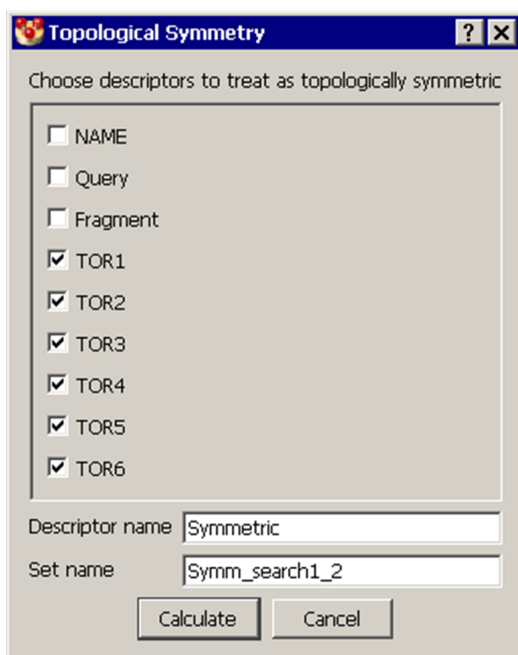 Topological Symmetry
Choose descriptors to treat as topologically symmetric
NAME
Query
Fragment
TOR1
TOR2
TOR3
TOR4
TOR5
TOR6
Descriptor name Symmetric
Set name Symm_search1_2
Calculate Cancel